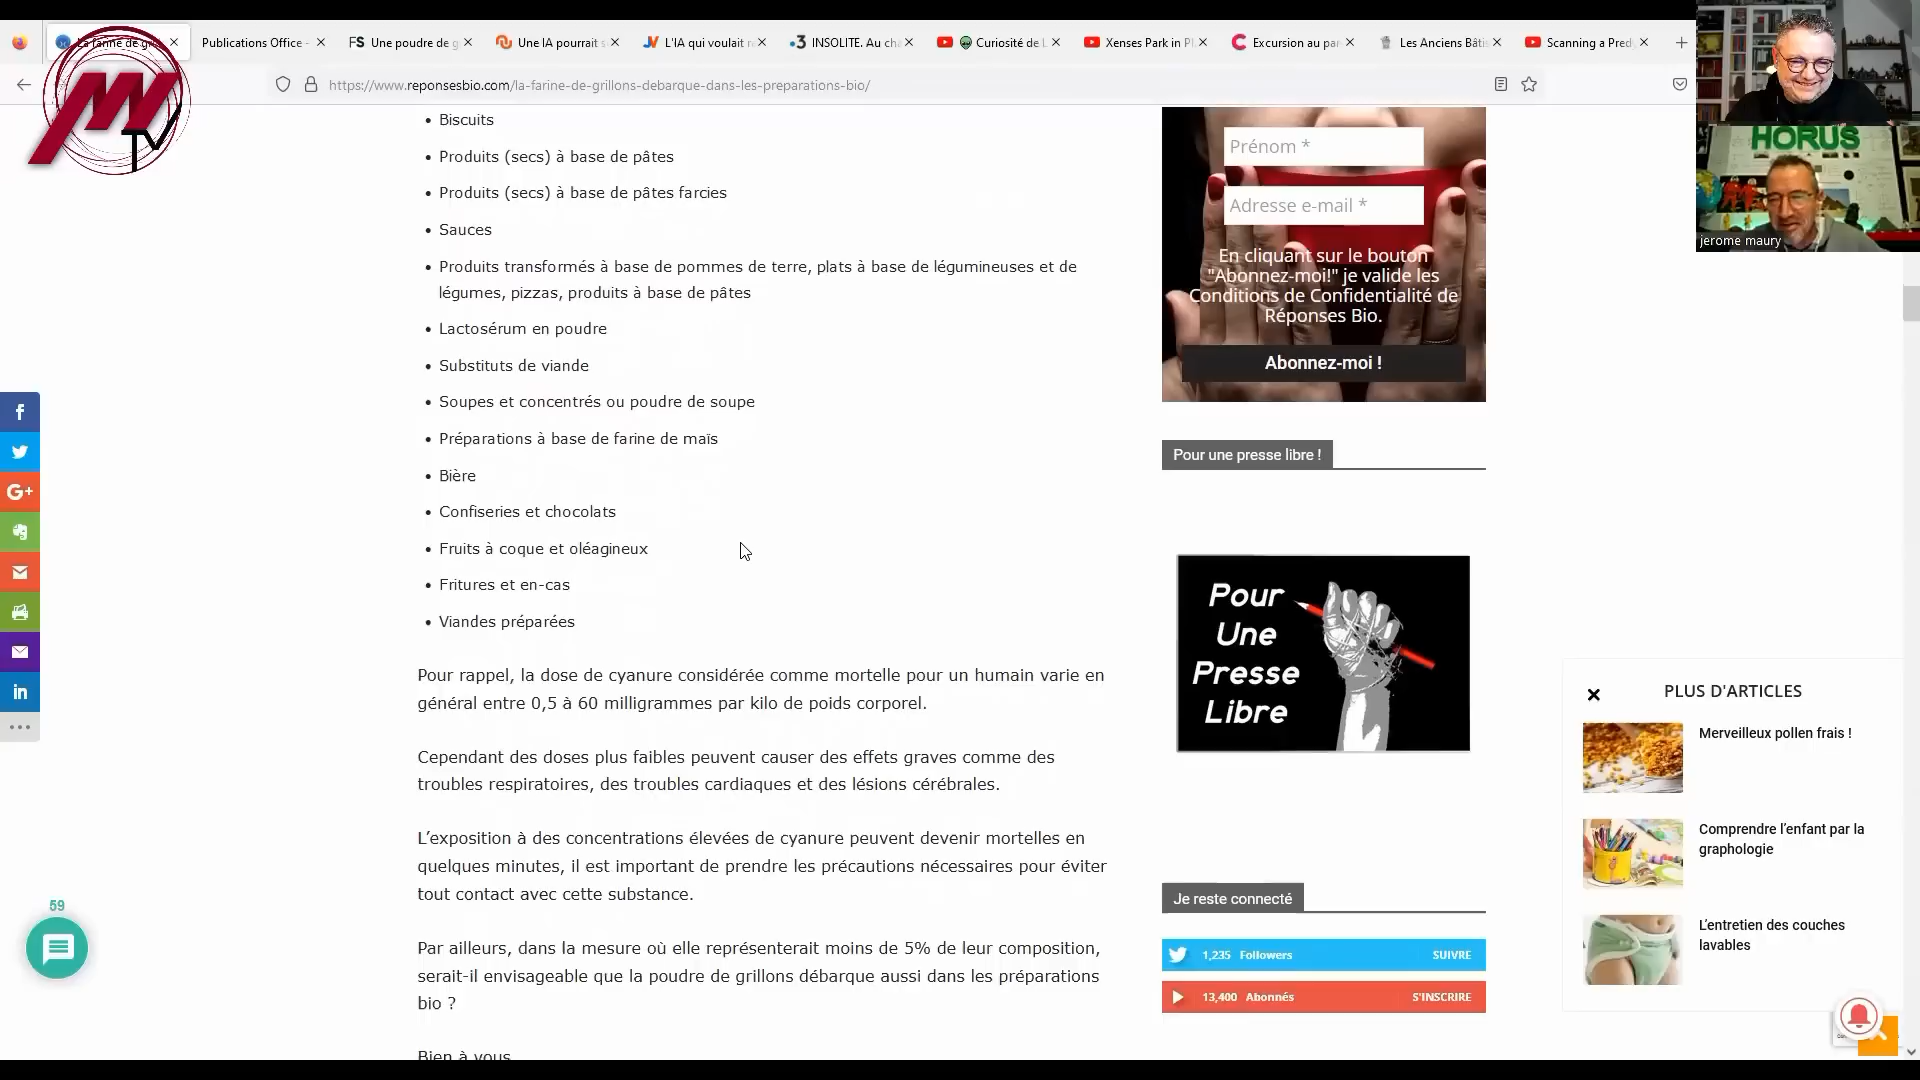 La farine de gr
Publications Office -
FS Une poudre de g
Une IA pourrait s
L'IA qui voulait r
3 INSOLITE. Au cha
Curiosité de L
Xenses Park in P
Excursion au par
Les Anciens Bâtis
Scanning a Pred
MTV
https://www.reponsesbio.com/la-farine-de-grillons-debarque-dans-les-preparations-bio/
HORUS
jerome maury
• Biscuits
• Produits (secs) à base de pâtes
• Produits (secs) à base de pâtes farcies
• Sauces
• Produits transformés à base de pommes de terre, plats à base de légumineuses et de
légumes, pizzas, produits à base de pâtes
• Lactosérum en poudre
• Substituts de viande
• Soupes et concentrés ou poudre de soupe
• Préparations à base de farine de maïs
• Bière
• Confiseries et chocolats
• Fruits à coque et oléagineux
• Fritures et en-cas
• Viandes préparées
Pour rappel, la dose de cyanure considérée comme mortelle pour un humain varie en
général entre 0,5 à 60 milligrammes par kilo de poids corporel.
Cependant des doses plus faibles peuvent causer des effets graves comme des
troubles respiratoires, des troubles cardiaques et des lésions cérébrales.
L’exposition à des concentrations élevées de cyanure peuvent devenir mortelles en
quelques minutes, il est important de prendre les précautions nécessaires pour éviter
tout contact avec cette substance.
Par ailleurs, dans la mesure où elle représenterait moins de 5% de leur composition,
serait-il envisageable que la poudre de grillons débarque aussi dans les préparations
bio ?
Bien à vous
Prénom *
Adresse e-mail *
En cliquant sur le bouton
"Abonnez-moi!" je valide les
Conditions de Confidentialité de
Réponses Bio.
Abonnez-moi !
Pour une presse libre !
Pour
Une
Presse
Libre
Je reste connecté
1,235 Followers SUIVRE
13,400 Abonnés S'INSCRIRE
PLUS D'ARTICLES
Merveilleux pollen frais !
Comprendre l’enfant par la
graphologie
L’entretien des couches
lavables
G+
59